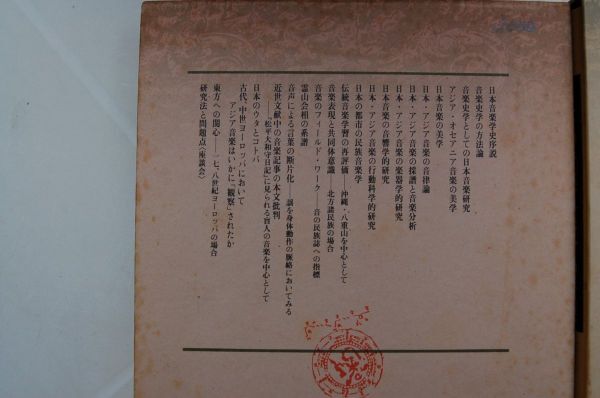 日本音楽学史序説
音楽史学の方法論
音楽史学としての日本音楽研究
アジア・オセアニア音楽の美学
日本音楽の美学
日本・アジア音楽の音律論
日本・アジア音楽の採譜と音楽分析
日本・アジア音楽の楽器学的研究
日本音楽の音響学的研究
日本・アジア音楽の行動科学的研究
日本の都市の民族音楽学
伝統音楽学習の再評価──沖縄・八重山を中心として
音楽表現と共同体意識──北方諸民族の場合
音楽のフィールド・ワーク──音の民族誌への指標
霊山会相の系譜
音声による言葉の断片化──謡を身体動作の脈絡においてみる
近世文献中の音楽記事の本文批判
──「松平大和守日記」に見られる盲人の音楽を中心として
日本のウタとコトバ
古代、中世ヨーロッパにおいて
アジア音楽はいかに「観察」されたか
東方への関心──一七、八世紀ヨーロッパの場合
研究法と問題点〈座談会〉